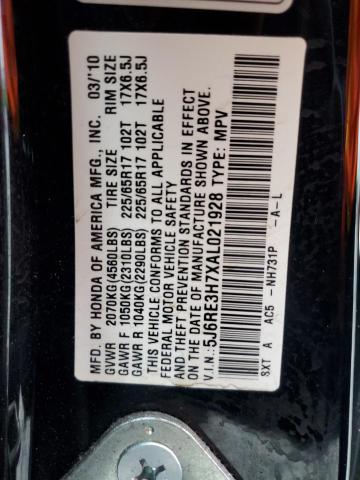 MFD. BY HONDA OF AMERICA MFG., INC. 03/'10
GVWR 2070KG(4560LBS) TIRE SIZE RIM SIZE
GAWR F 1050KG(2310LBS) 225/65R17 102T 17X6.5J
GAWR R 1040KG(2290LBS) 225/65R17 102T 17X6.5J
THIS VEHICLE CONFORMS TO ALL APPLICABLE
FEDERAL MOTOR VEHICLE SAFETY
AND THEFT PREVENTION STANDARDS IN EFFECT
ON THE DATE OF MANUFACTURE SHOWN ABOVE.
V.I.N.: 5J6RE3H7XAL021928 TYPE: MPV
SXT A AC5 NH731P -A-L